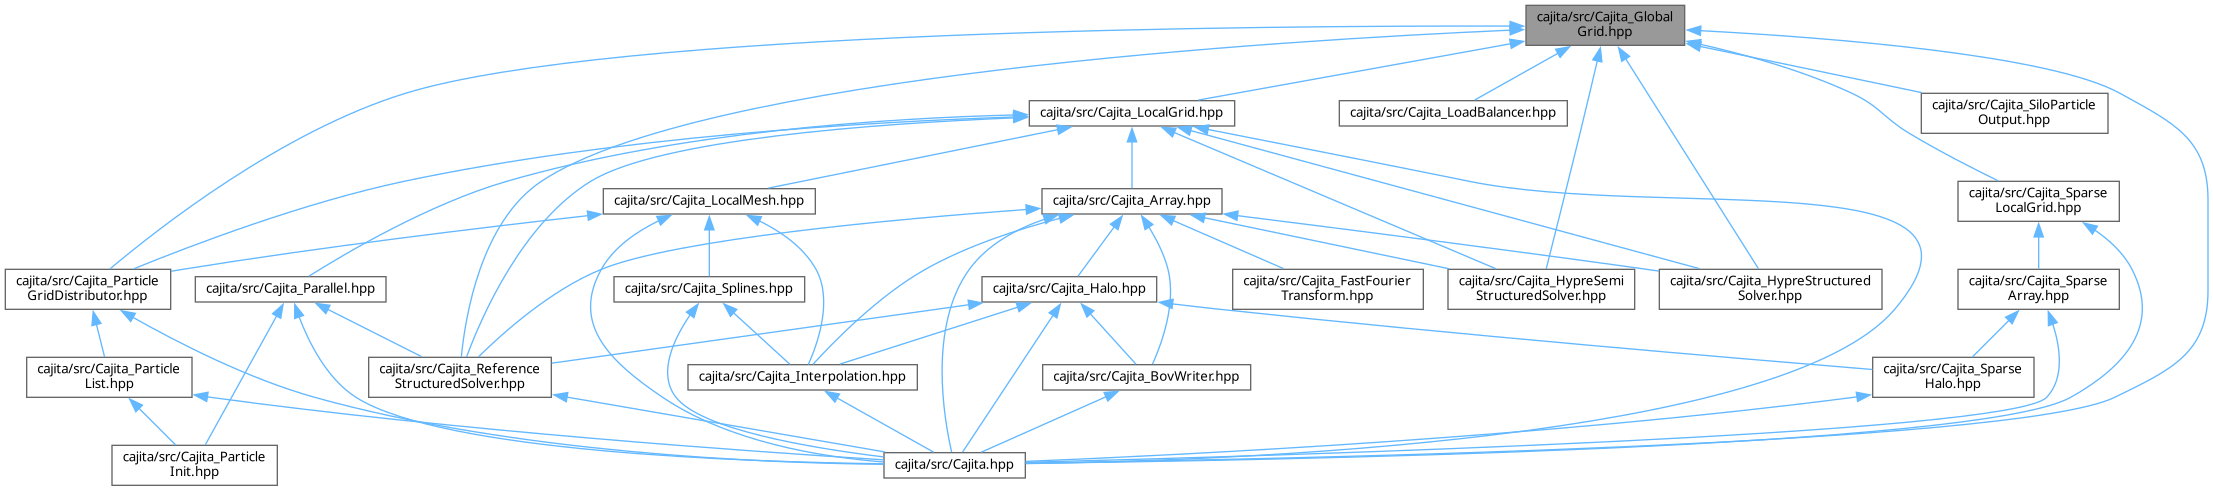 cajita/src/Cajita_Global
Grid.hpp
cajita/src/Cajita_LocalGrid.hpp
cajita/src/Cajita_LoadBalancer.hpp
cajita/src/Cajita_SiloParticle
Output.hpp
cajita/src/Cajita_LocalMesh.hpp
cajita/src/Cajita_Array.hpp
cajita/src/Cajita_Sparse
LocalGrid.hpp
cajita/src/Cajita_Particle
GridDistributor.hpp
cajita/src/Cajita_Parallel.hpp
cajita/src/Cajita_Splines.hpp
cajita/src/Cajita_Halo.hpp
cajita/src/Cajita_FastFourier
Transform.hpp
cajita/src/Cajita_HypreSemi
StructuredSolver.hpp
cajita/src/Cajita_HypreStructured
Solver.hpp
cajita/src/Cajita_Sparse
Array.hpp
cajita/src/Cajita_Particle
List.hpp
cajita/src/Cajita_Reference
StructuredSolver.hpp
cajita/src/Cajita_Interpolation.hpp
cajita/src/Cajita_BovWriter.hpp
cajita/src/Cajita_Sparse
Halo.hpp
cajita/src/Cajita_Particle
Init.hpp
cajita/src/Cajita.hpp